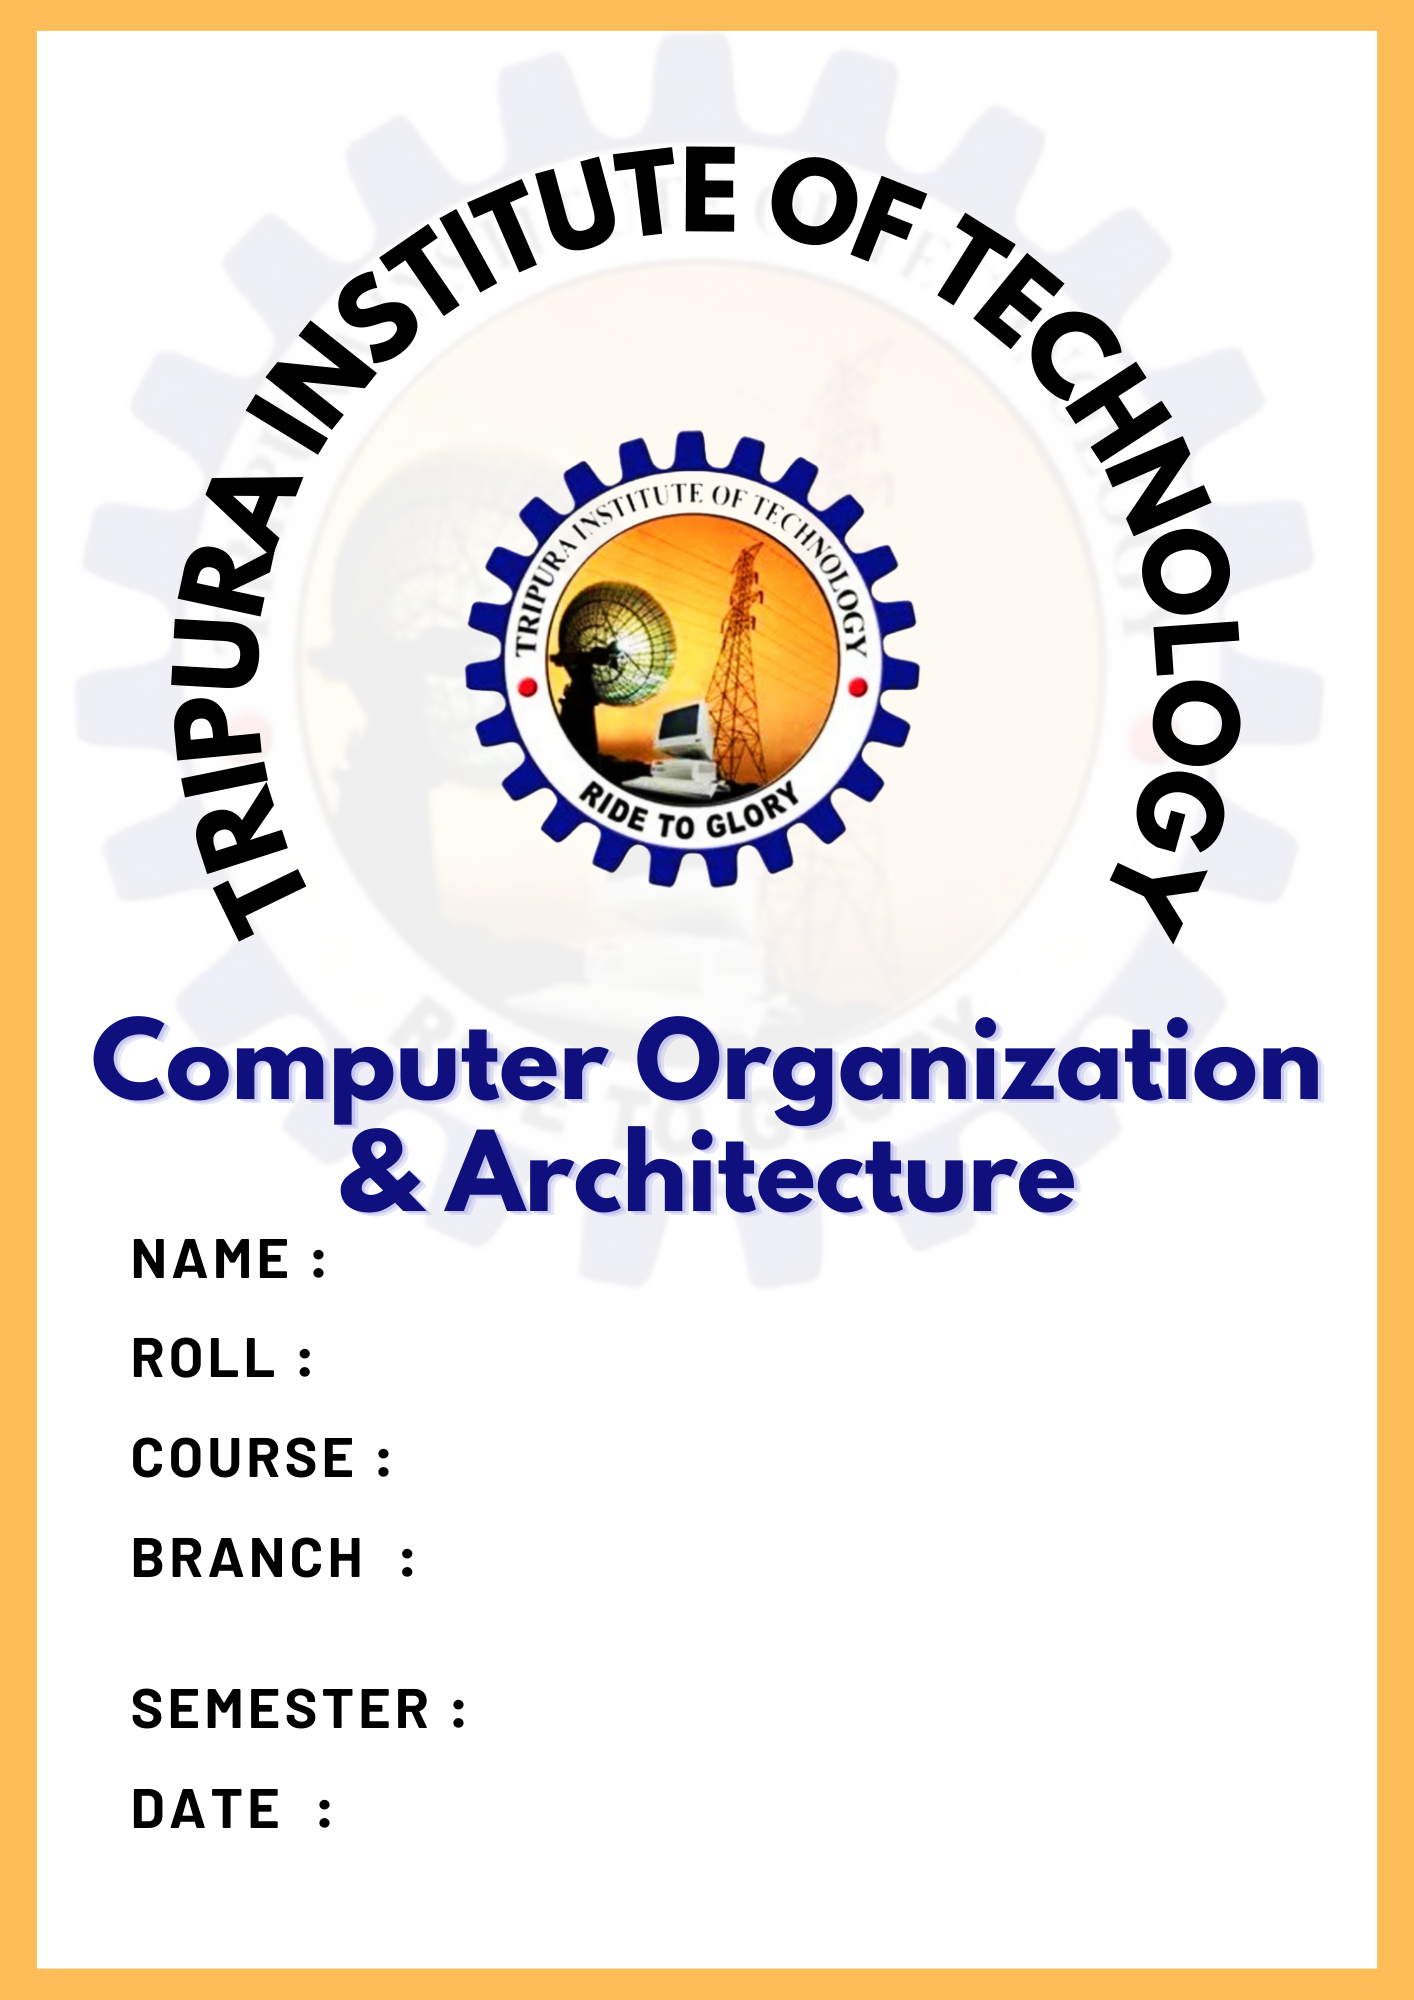 TRIPURA INSTITUTE OF TECHNOLOGY
TRIPURA INSTITUTE OF TECHNOLOGY
RIDE TO GLORY
Computer Organization
& Architecture
NAME :
ROLL :
COURSE :
BRANCH :
SEMESTER :
DATE :